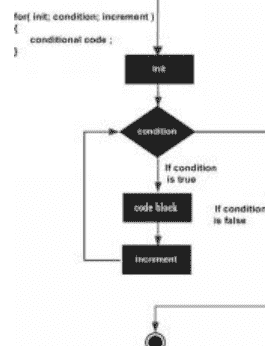 for( init; condition; increment )
{
conditional code ;
}
init
condition
If condition
is true
code block
If condition
is false
increment